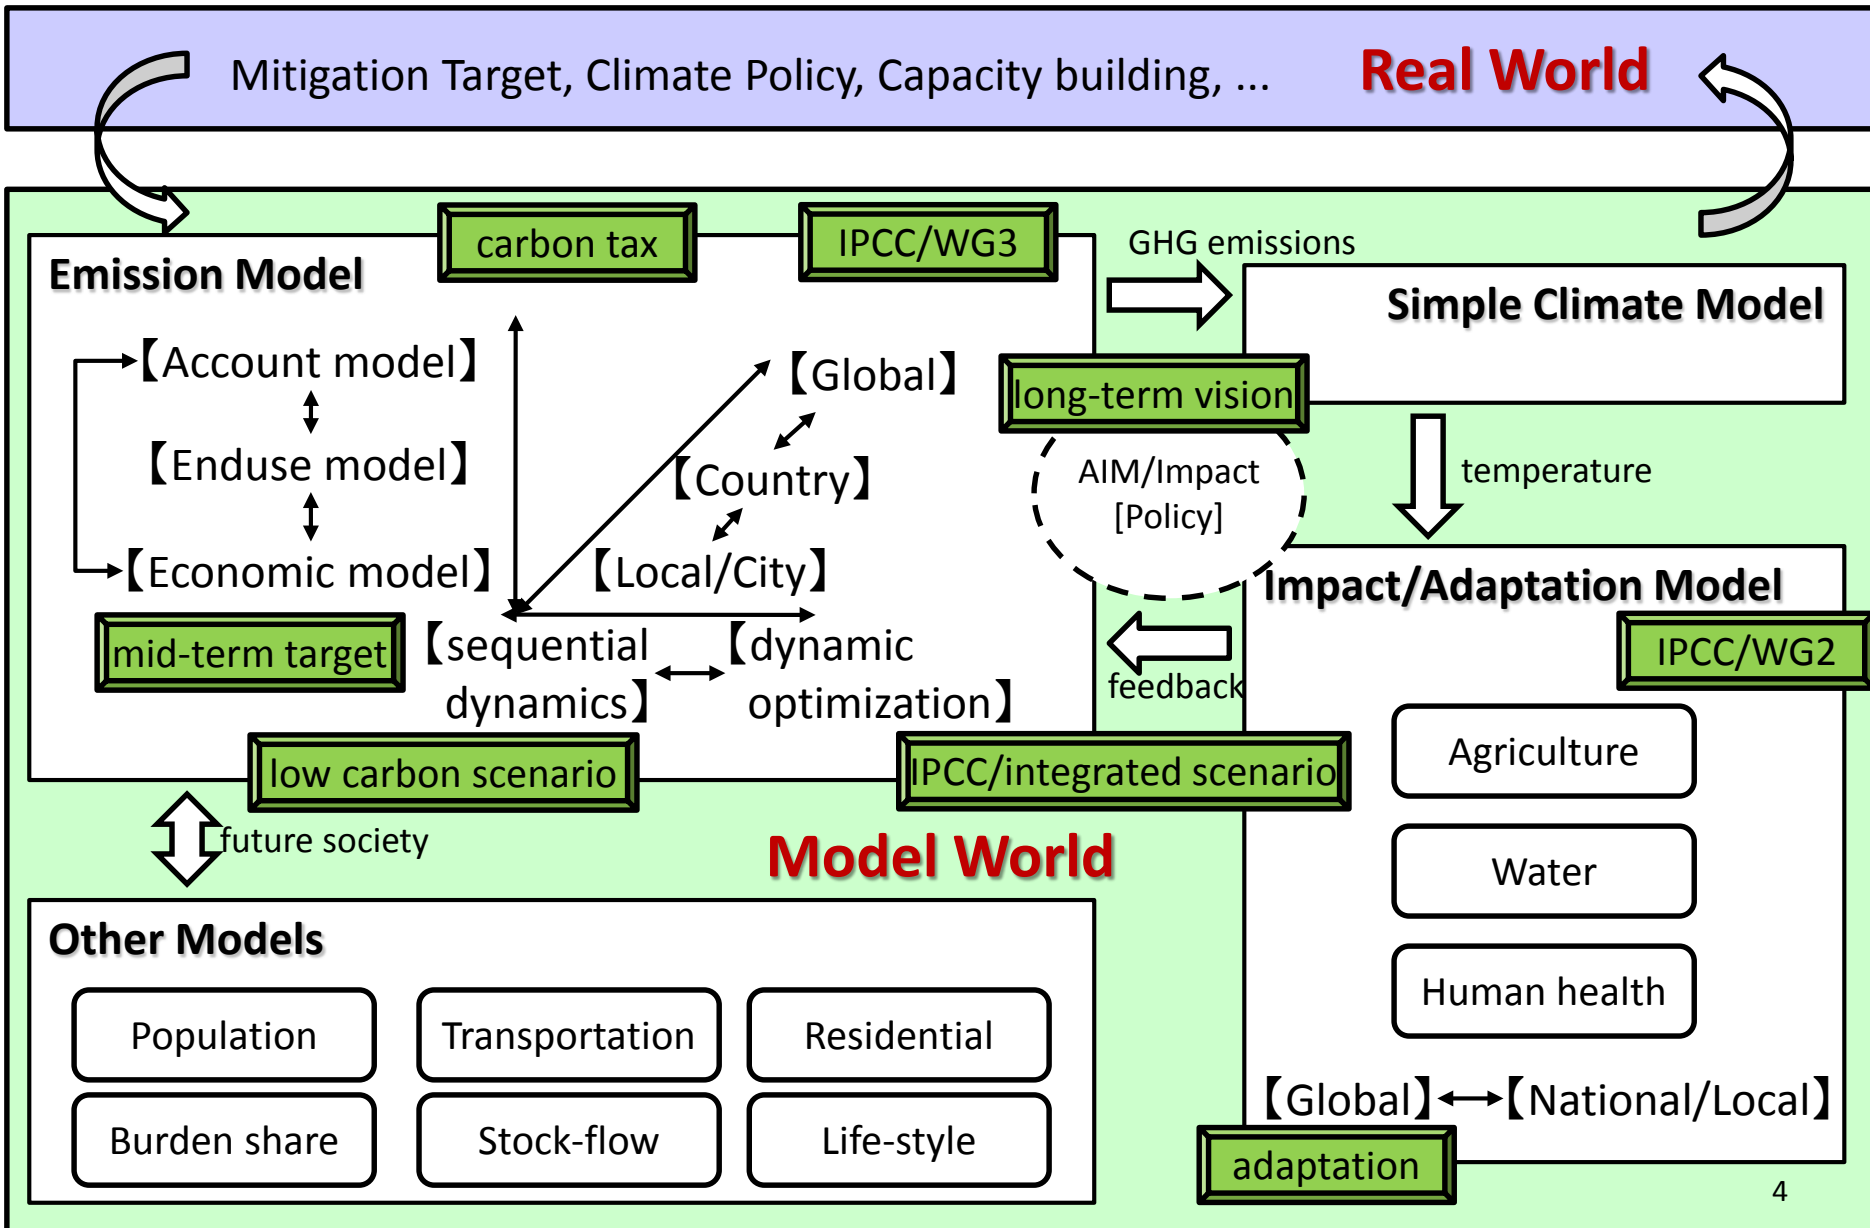 Mitigation Target, Climate Policy, Capacity building, ...
Real World
carbon tax
IPCC/WG3
GHG emissions
Emission Model
Simple Climate Model
【Account model】
【Global】
long-term vision
【Enduse model】
【Country】
AIM/Impact
[Policy]
temperature
【Economic model】
【Local/City】
Impact/Adaptation Model
mid-term target
【sequential
dynamics】
【dynamic
optimization】
feedback
IPCC/WG2
low carbon scenario
IPCC/integrated scenario
Agriculture
future society
Model World
Water
Other Models
Human health
Population
Transportation
Residential
Burden share
Stock-flow
Life-style
【Global】
【National/Local】
adaptation
4